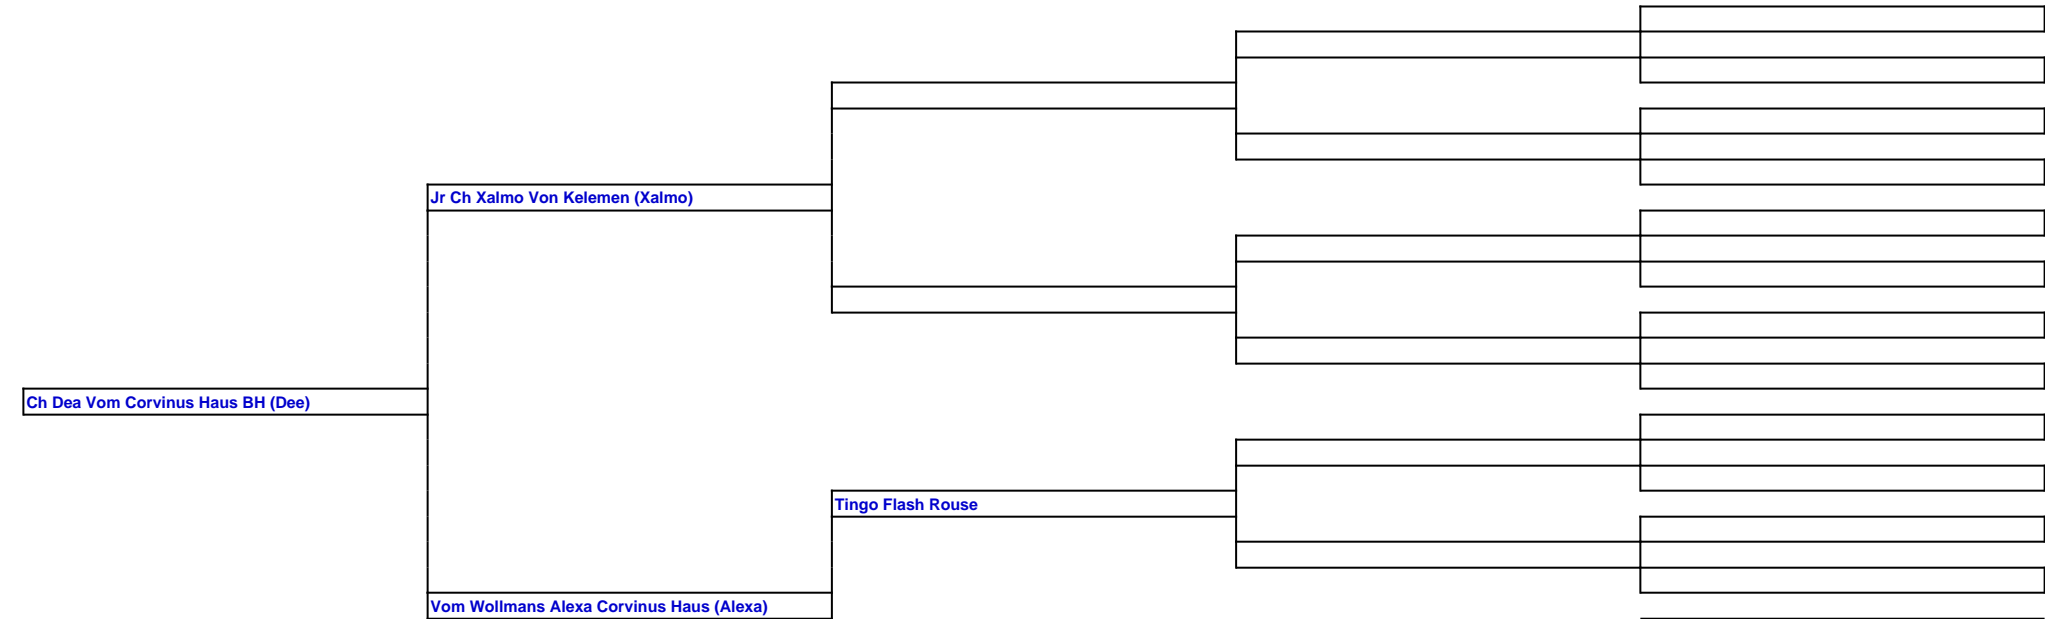 Jr Ch Xalmo Von Kelemen (Xalmo)
Ch Dea Vom Corvinus Haus BH (Dee)
Tingo Flash Rouse
Vom Wollmans Alexa Corvinus Haus (Alexa)